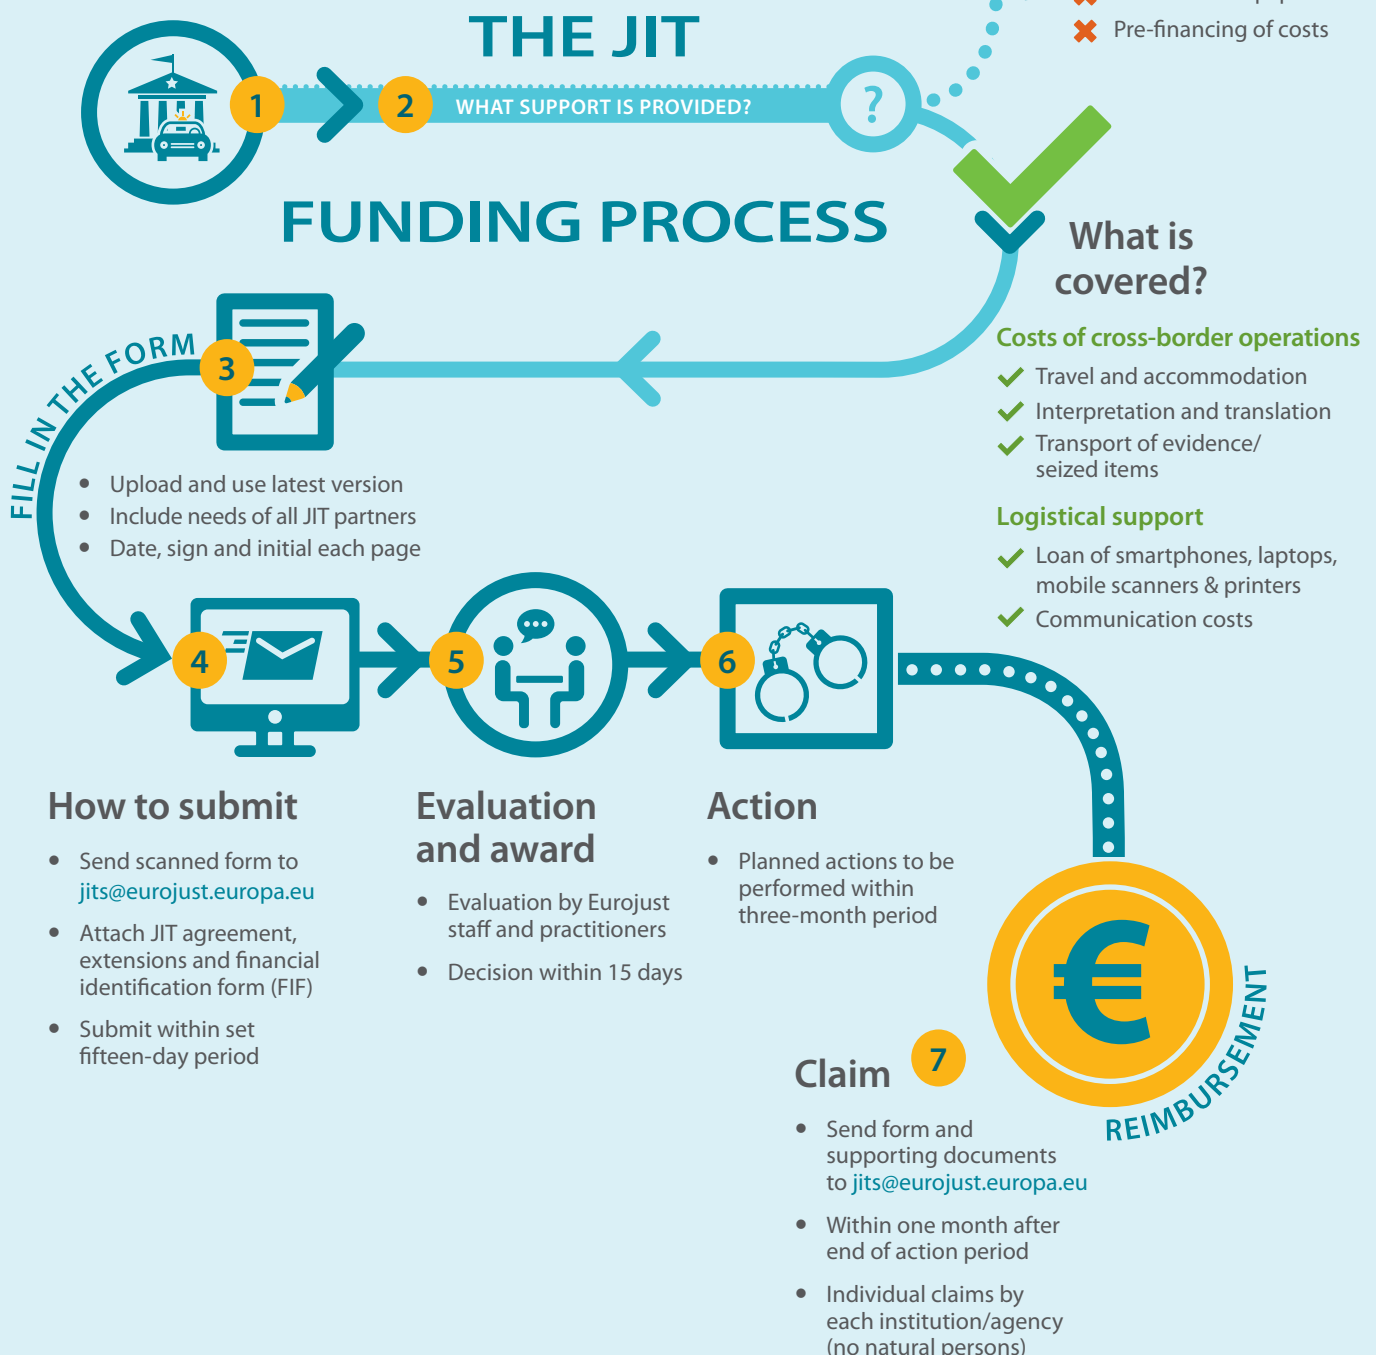 Pre-financing of costs
THE JIT
1
2
WHAT SUPPORT IS PROVIDED?
?
FUNDING PROCESS
What is
covered?
Costs of cross-border operations
Travel and accommodation
Interpretation and translation
Transport of evidence/
seized items
Logistical support
Loan of smartphones, laptops,
mobile scanners & printers
Communication costs
FILL IN THE FORM
3
• Upload and use latest version
• Include needs of all JIT partners
• Date, sign and initial each page
4
How to submit
• Send scanned form to
jits@eurojust.europa.eu
• Attach JIT agreement,
extensions and financial
identification form (FIF)
• Submit within set
fifteen-day period
5
Evaluation
and award
• Evaluation by Eurojust
staff and practitioners
• Decision within 15 days
6
Action
• Planned actions to be
performed within
three-month period
€
REIMBURSEMENT
7
Claim
• Send form and
supporting documents
to jits@eurojust.europa.eu
• Within one month after
end of action period
• Individual claims by
each institution/agency
(no natural persons)